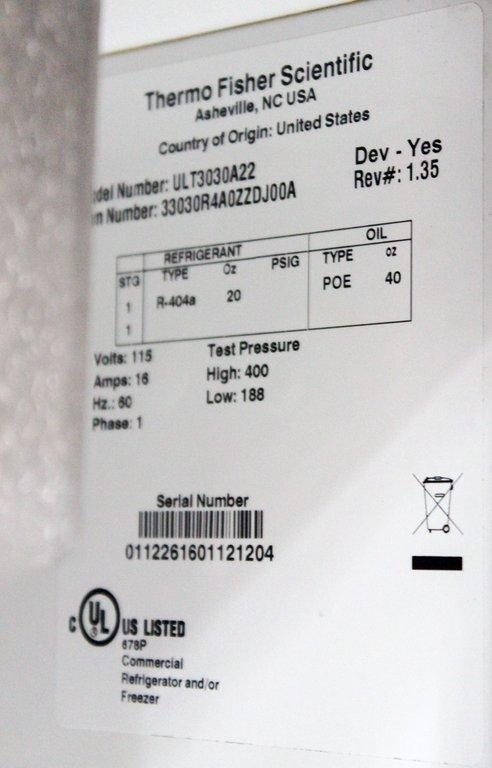 Thermo Fisher Scientific
Asheville, NC USA
Country of Origin: United States
Dev - Yes
del Number: ULT3030A22
Rev#: 1.35
n Number: 33030R4A0ZZDJ00A
REFRIGERANT OIL
STG TYPE Oz PSIG TYPE oz
1 R-404a 20 POE 40
1
Volts: 115 Test Pressure
Amps: 16 High: 400
Hz.: 60 Low: 188
Phase: 1
Serial Number
0112261601121204
C UL US LISTED
678P
Commercial
Refrigerator and/or
Freezer